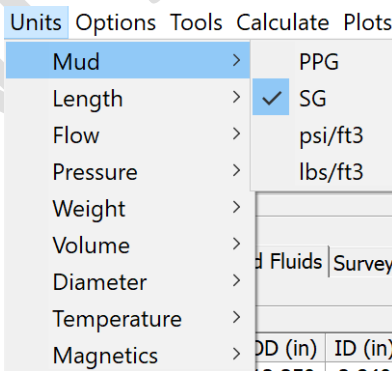 Units Options Tools Calculate Plots
Mud
PPG
Length
SG
Flow
psi/ft3
Pressure
lbs/ft3
Weight
Volume
d Fluids Survey
Diameter
Temperature
OD (in) ID (in)
Magnetics